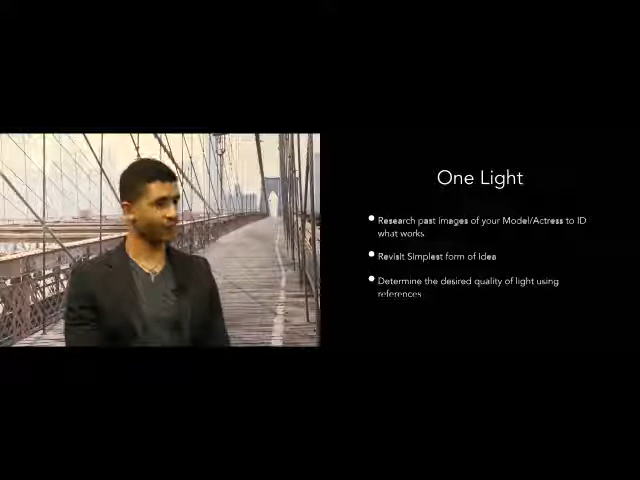 One Light
Research past images of your Model/Actress to ID
what works
Revisit Simplest form of Idea
Determine the desired quality of light using
references